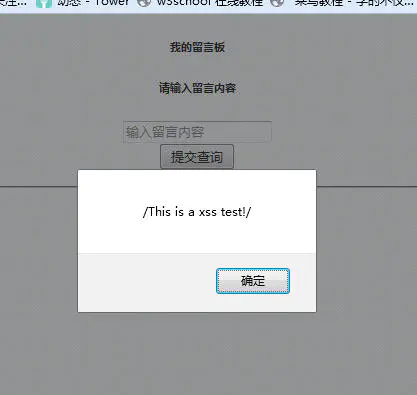 动态 - Tower w3school 在线教程 菜鸟教程 - 学的不仅...
我的留言板
请输入留言内容
输入留言内容
提交查询
/This is a xss test!/
确定